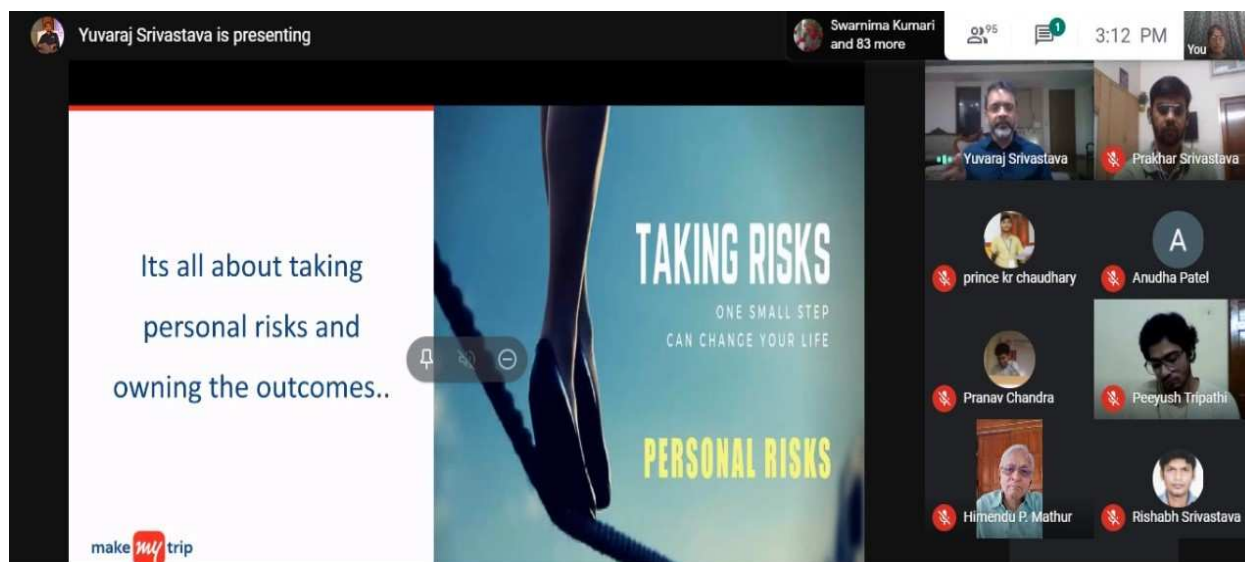 Yuvaraj Srivastava is presenting
Swarnima Kumari
and 83 more
95
1
3:12 PM
You
Its all about taking
personal risks and
owning the outcomes..
make my trip
TAKING RISKS
ONE SMALL STEP
CAN CHANGE YOUR LIFE
PERSONAL RISKS
Yuvaraj Srivastava
Prakhar Srivastava
prince kr chaudhary
A
Anudha Patel
Pranav Chandra
Peeyush Tripathi
Himendu P. Mathur
Rishabh Srivastava